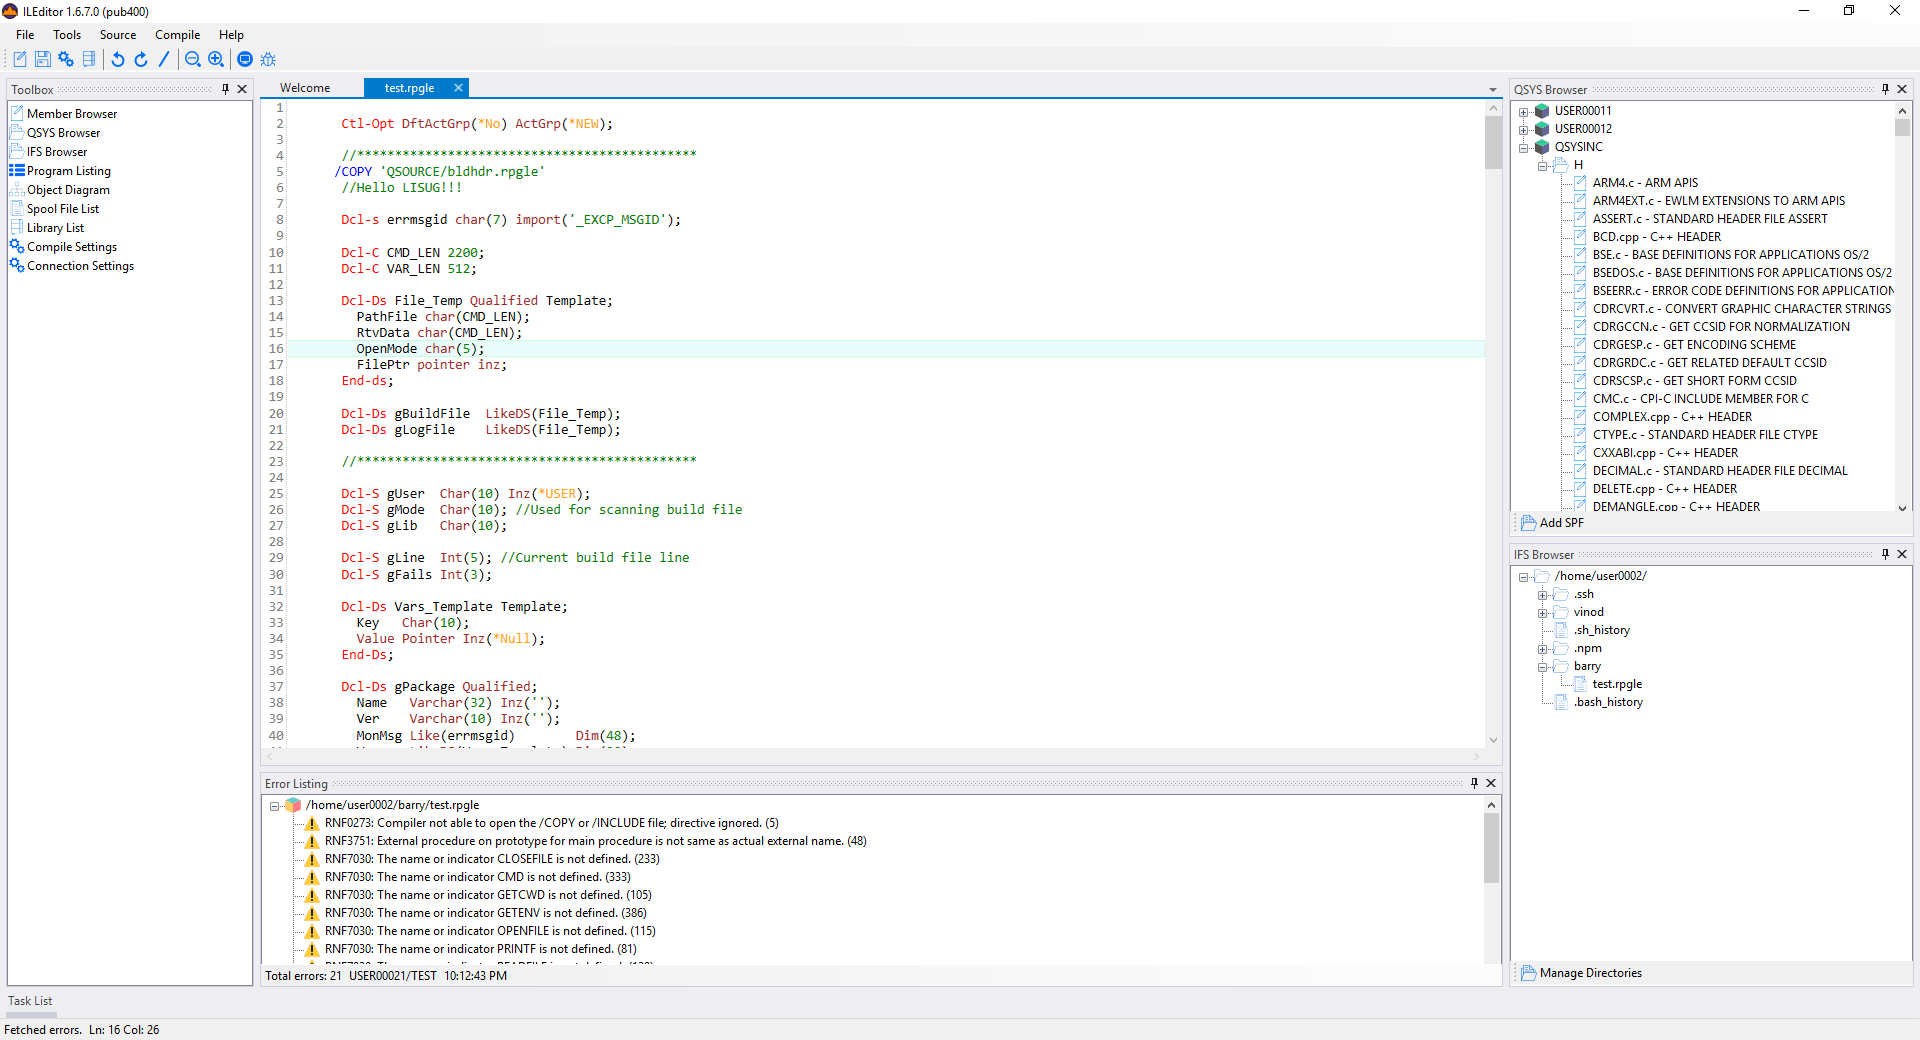 ILEditor 1.6.7.0 (pub400)
File Tools Source Compile Help
Toolbox
Member Browser
QSYS Browser
IFS Browser
Program Listing
Object Diagram
Spool File List
Library List
Compile Settings
Connection Settings
Welcome test.rpgle
1
2 Ctl-Opt DftActGrp(*No) ActGrp(*NEW);
3
4 //*********************************************
5 /COPY 'QSOURCE/bldhdr.rpgle'
6 //Hello LISUG!!!
7
8 Dcl-s errmsgid char(7) import('_EXCP_MSGID');
9
10 Dcl-C CMD_LEN 2200;
11 Dcl-C VAR_LEN 512;
12
13 Dcl-Ds File_Temp Qualified Template;
14 PathFile char(CMD_LEN);
15 RtvData char(CMD_LEN);
16 OpenMode char(5);
17 FilePtr pointer inz;
18 End-ds;
19
20 Dcl-Ds gBuildFile LikeDS(File_Temp);
21 Dcl-Ds gLogFile LikeDS(File_Temp);
22
23 //*********************************************
24
25 Dcl-S gUser Char(10) Inz(*USER);
26 Dcl-S gMode Char(10); //Used for scanning build file
27 Dcl-S gLib Char(10);
28
29 Dcl-S gLine Int(5); //Current build file line
30 Dcl-S gFails Int(3);
31
32 Dcl-Ds Vars_Template Template;
33 Key Char(10);
34 Value Pointer Inz(*Null);
35 End-Ds;
36
37 Dcl-Ds gPackage Qualified;
38 Name Varchar(32) Inz('');
39 Ver Varchar(10) Inz('');
40 MonMsg Like(errmsgid) Dim(48);
Error Listing
/home/user0002/barry/test.rpgle
RNF0273: Compiler not able to open the /COPY or /INCLUDE file; directive ignored. (5)
RNF3751: External procedure on prototype for main procedure is not same as actual external name. (48)
RNF7030: The name or indicator CLOSEFILE is not defined. (233)
RNF7030: The name or indicator CMD is not defined. (333)
RNF7030: The name or indicator GETCWD is not defined. (105)
RNF7030: The name or indicator GETENV is not defined. (386)
RNF7030: The name or indicator OPENFILE is not defined. (115)
RNF7030: The name or indicator PRINTF is not defined. (81)
Total errors: 21 USER00021/TEST 10:12:43 PM
QSYS Browser
USER00011
USER00012
QSYSINC
H
ARM4.c - ARM APIS
ARM4EXT.c - EWLM EXTENSIONS TO ARM APIS
ASSERT.c - STANDARD HEADER FILE ASSERT
BCD.cpp - C++ HEADER
BSE.c - BASE DEFINITIONS FOR APPLICATIONS OS/2
BSEDOS.c - BASE DEFINITIONS FOR APPLICATIONS OS/2
BSEERR.c - ERROR CODE DEFINITIONS FOR APPLICATION
CDRCVRT.c - CONVERT GRAPHIC CHARACTER STRINGS
CDRGCCN.c - GET CCSID FOR NORMALIZATION
CDRGESP.c - GET ENCODING SCHEME
CDRGRDC.c - GET RELATED DEFAULT CCSID
CDRSCSP.c - GET SHORT FORM CCSID
CMC.c - CPI-C INCLUDE MEMBER FOR C
COMPLEX.cpp - C++ HEADER
CTYPE.c - STANDARD HEADER FILE CTYPE
CXXABI.cpp - C++ HEADER
DECIMAL.c - STANDARD HEADER FILE DECIMAL
DELETE.cpp - C++ HEADER
DEMANGLE.cpp - C++ HEADER
Add SPF
IFS Browser
/home/user0002/
.ssh
vinod
.sh_history
.npm
barry
test.rpgle
.bash_history
Manage Directories
Task List
Fetched errors. Ln: 16 Col: 26